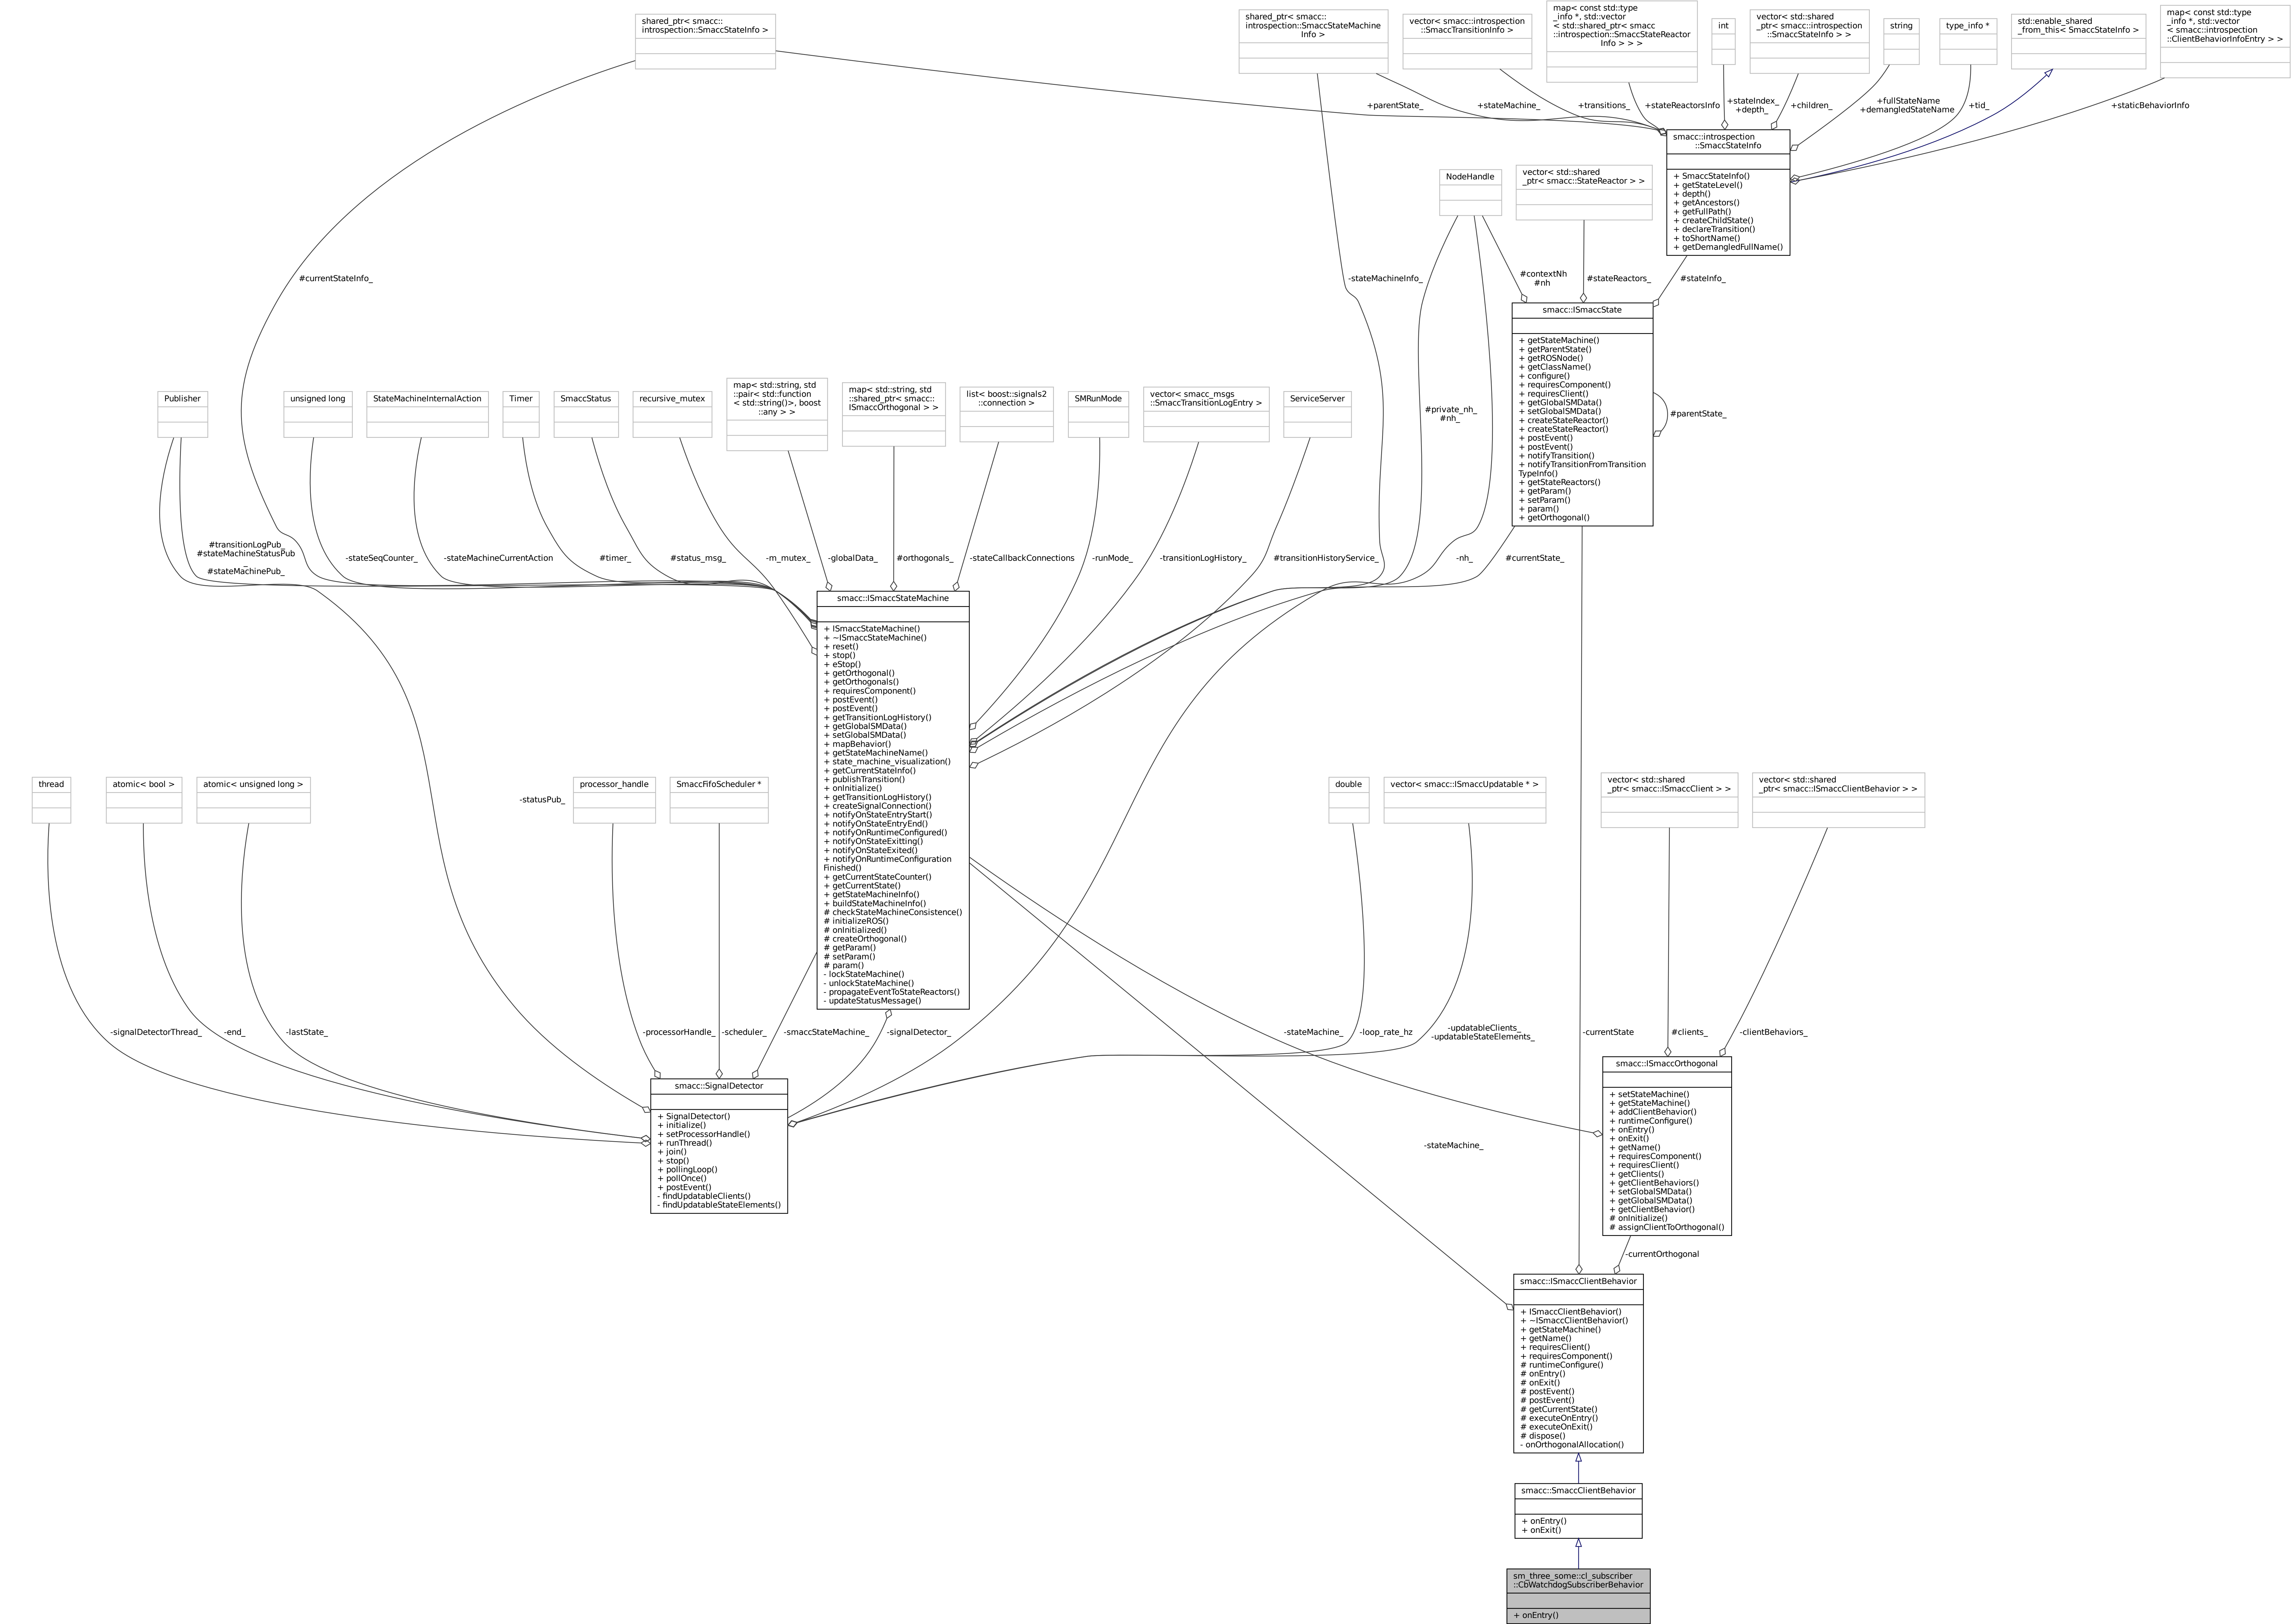 shared_ptr< smacc::
introspection::SmaccStateInfo >
shared_ptr< smacc::
introspection::SmaccStateMachine
Info >
vector< smacc::introspection
::SmaccTransitionInfo >
map< const std::type
_info *, std::vector
< std::shared_ptr< smacc
::introspection::SmaccStateReactor
Info > > >
int
vector< std::shared
_ptr< smacc::introspection
::SmaccStateInfo > >
string
type_info *
std::enable_shared
_from_this< SmaccStateInfo >
map< const std::type
_info *, std::vector
< smacc::introspection
::ClientBehaviorInfoEntry > >
+parentState_
+stateMachine_
+transitions_
+stateReactorsInfo
+stateIndex_
+depth_
+children_
+fullStateName
+demangledStateName
+tid_
+staticBehaviorInfo
smacc::introspection
::SmaccStateInfo
+ SmaccStateInfo()
+ getStateLevel()
+ depth()
+ getAncestors()
+ getFullPath()
+ createChildState()
+ declareTransition()
+ toShortName()
+ getDemangledFullName()
NodeHandle
vector< std::shared
_ptr< smacc::StateReactor > >
#currentStateInfo_
-stateMachineInfo_
#contextNh
#nh
#stateReactors_
#stateInfo_
smacc::ISmaccState
+ getStateMachine()
+ getParentState()
+ getROSNode()
+ getClassName()
+ configure()
+ requiresComponent()
+ requiresClient()
+ getGlobalSMData()
+ setGlobalSMData()
+ createStateReactor()
+ createStateReactor()
+ postEvent()
+ postEvent()
+ notifyTransition()
+ notifyTransitionFromTransition
TypeInfo()
+ getStateReactors()
+ getParam()
+ setParam()
+ param()
+ getOrthogonal()
#parentState_
Publisher
unsigned long
StateMachineInternalAction
Timer
SmaccStatus
recursive_mutex
map< std::string, std
::pair< std::function
< std::string()>, boost
::any > >
map< std::string, std
::shared_ptr< smacc::
ISmaccOrthogonal > >
list< boost::signals2
::connection >
SMRunMode
vector< smacc_msgs
::SmaccTransitionLogEntry >
ServiceServer
#private_nh_
#nh_
#transitionLogPub_
#stateMachineStatusPub
_
#stateMachinePub_
-stateSeqCounter_
-stateMachineCurrentAction
#timer_
#status_msg_
-m_mutex_
-globalData_
#orthogonals_
-stateCallbackConnections
-runMode_
-transitionLogHistory_
#transitionHistoryService_
-nh_
#currentState_
smacc::ISmaccStateMachine
+ ISmaccStateMachine()
+ ~ISmaccStateMachine()
+ reset()
+ stop()
+ eStop()
+ getOrthogonal()
+ getOrthogonals()
+ requiresComponent()
+ postEvent()
+ postEvent()
+ getTransitionLogHistory()
+ getGlobalSMData()
+ setGlobalSMData()
+ mapBehavior()
+ getStateMachineName()
+ state_machine_visualization()
+ getCurrentStateInfo()
+ publishTransition()
+ onInitialize()
+ getTransitionLogHistory()
+ createSignalConnection()
+ notifyOnStateEntryStart()
+ notifyOnStateEntryEnd()
+ notifyOnRuntimeConfigured()
+ notifyOnStateExitting()
+ notifyOnStateExited()
+ notifyOnRuntimeConfiguration
Finished()
+ getCurrentStateCounter()
+ getCurrentState()
+ getStateMachineInfo()
+ buildStateMachineInfo()
# checkStateMachineConsistence()
# initializeROS()
# onInitialized()
# createOrthogonal()
# getParam()
# setParam()
# param()
- lockStateMachine()
- unlockStateMachine()
- propagateEventToStateReactors()
- updateStatusMessage()
thread
atomic< bool >
atomic< unsigned long >
-statusPub_
processor_handle
SmaccFifoScheduler *
double
vector< smacc::ISmaccUpdatable * >
vector< std::shared
_ptr< smacc::ISmaccClient > >
vector< std::shared
_ptr< smacc::ISmaccClientBehavior > >
-signalDetectorThread_
-end_
-lastState_
-processorHandle_
-scheduler_
-smaccStateMachine_
-signalDetector_
-stateMachine_
-loop_rate_hz
-updatableClients_
-updatableStateElements_
-currentState
#clients_
-clientBehaviors_
smacc::SignalDetector
+ SignalDetector()
+ initialize()
+ setProcessorHandle()
+ runThread()
+ join()
+ stop()
+ pollingLoop()
+ pollOnce()
+ postEvent()
- findUpdatableClients()
- findUpdatableStateElements()
smacc::ISmaccOrthogonal
+ setStateMachine()
+ getStateMachine()
+ addClientBehavior()
+ runtimeConfigure()
+ onEntry()
+ onExit()
+ getName()
+ requiresComponent()
+ requiresClient()
+ getClients()
+ getClientBehaviors()
+ setGlobalSMData()
+ getGlobalSMData()
+ getClientBehavior()
# onInitialize()
# assignClientToOrthogonal()
-stateMachine_
-currentOrthogonal
smacc::ISmaccClientBehavior
+ ISmaccClientBehavior()
+ ~ISmaccClientBehavior()
+ getStateMachine()
+ getName()
+ requiresClient()
+ requiresComponent()
# runtimeConfigure()
# onEntry()
# onExit()
# postEvent()
# postEvent()
# getCurrentState()
# executeOnEntry()
# executeOnExit()
# dispose()
- onOrthogonalAllocation()
smacc::SmaccClientBehavior
+ onEntry()
+ onExit()
sm_three_some::cl_subscriber
::CbWatchdogSubscriberBehavior
+ onEntry()